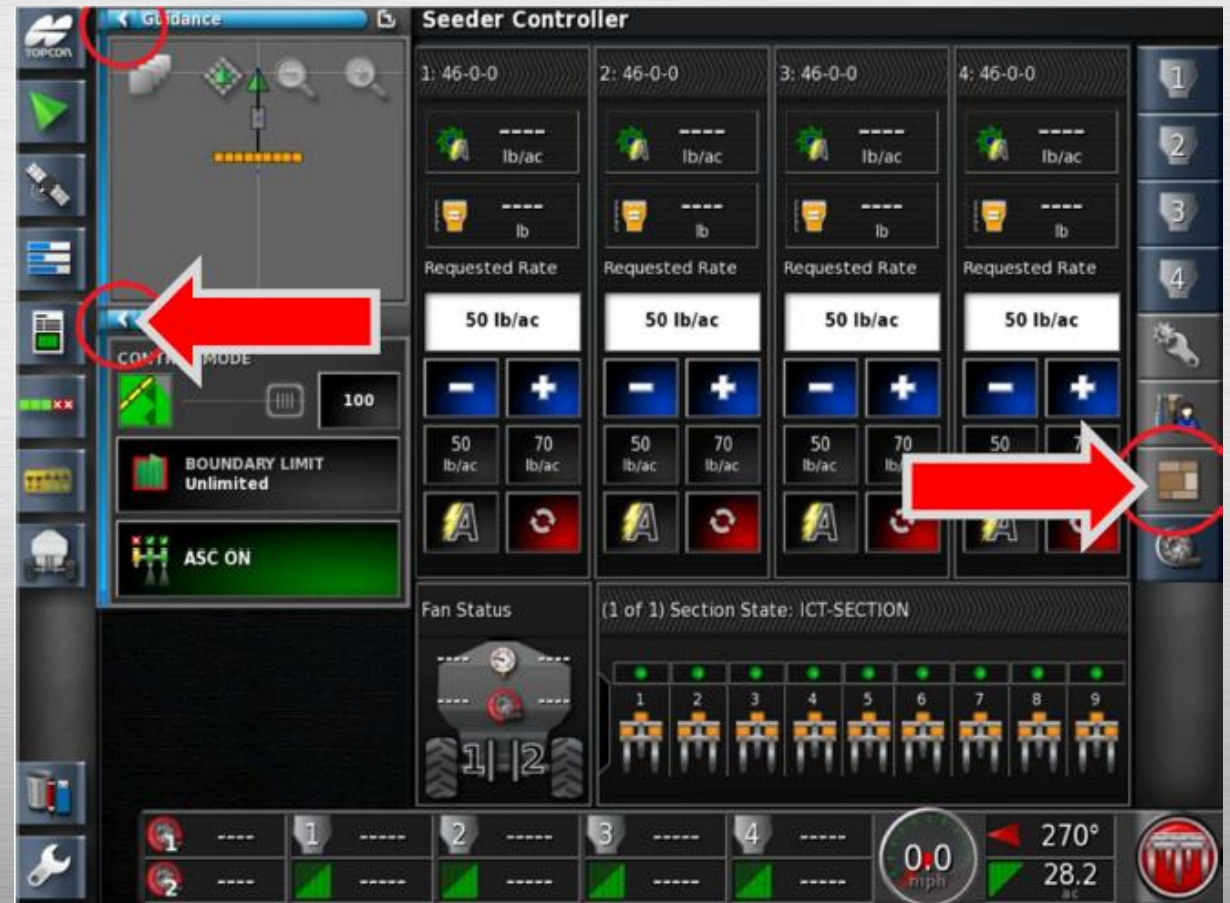 TOPCON
Guidance
Seeder Controller
1: 46-0-0
2: 46-0-0
3: 46-0-0
4: 46-0-0
---- lb/ac
---- lb/ac
---- lb/ac
---- lb/ac
---- lb
---- lb
---- lb
---- lb
Requested Rate
Requested Rate
Requested Rate
Requested Rate
50 lb/ac
50 lb/ac
50 lb/ac
50 lb/ac
- +
- +
- +
- +
50 lb/ac
70 lb/ac
50 lb/ac
70 lb/ac
50 lb/ac
70
50
A
A
A
A
1
2
3
4
MODE
100
BOUNDARY LIMIT
Unlimited
ASC ON
Fan Status
---- ----
---- ----
1 2
(1 of 1) Section State: ICT-SECTION
1 2 3 4 5 6 7 8 9
1 ---- 1 ----- 2 ----- 3 ----- 4 -----
2 ---- ----- ----- ----- -----
0.0
mph
270°
28.2
ac